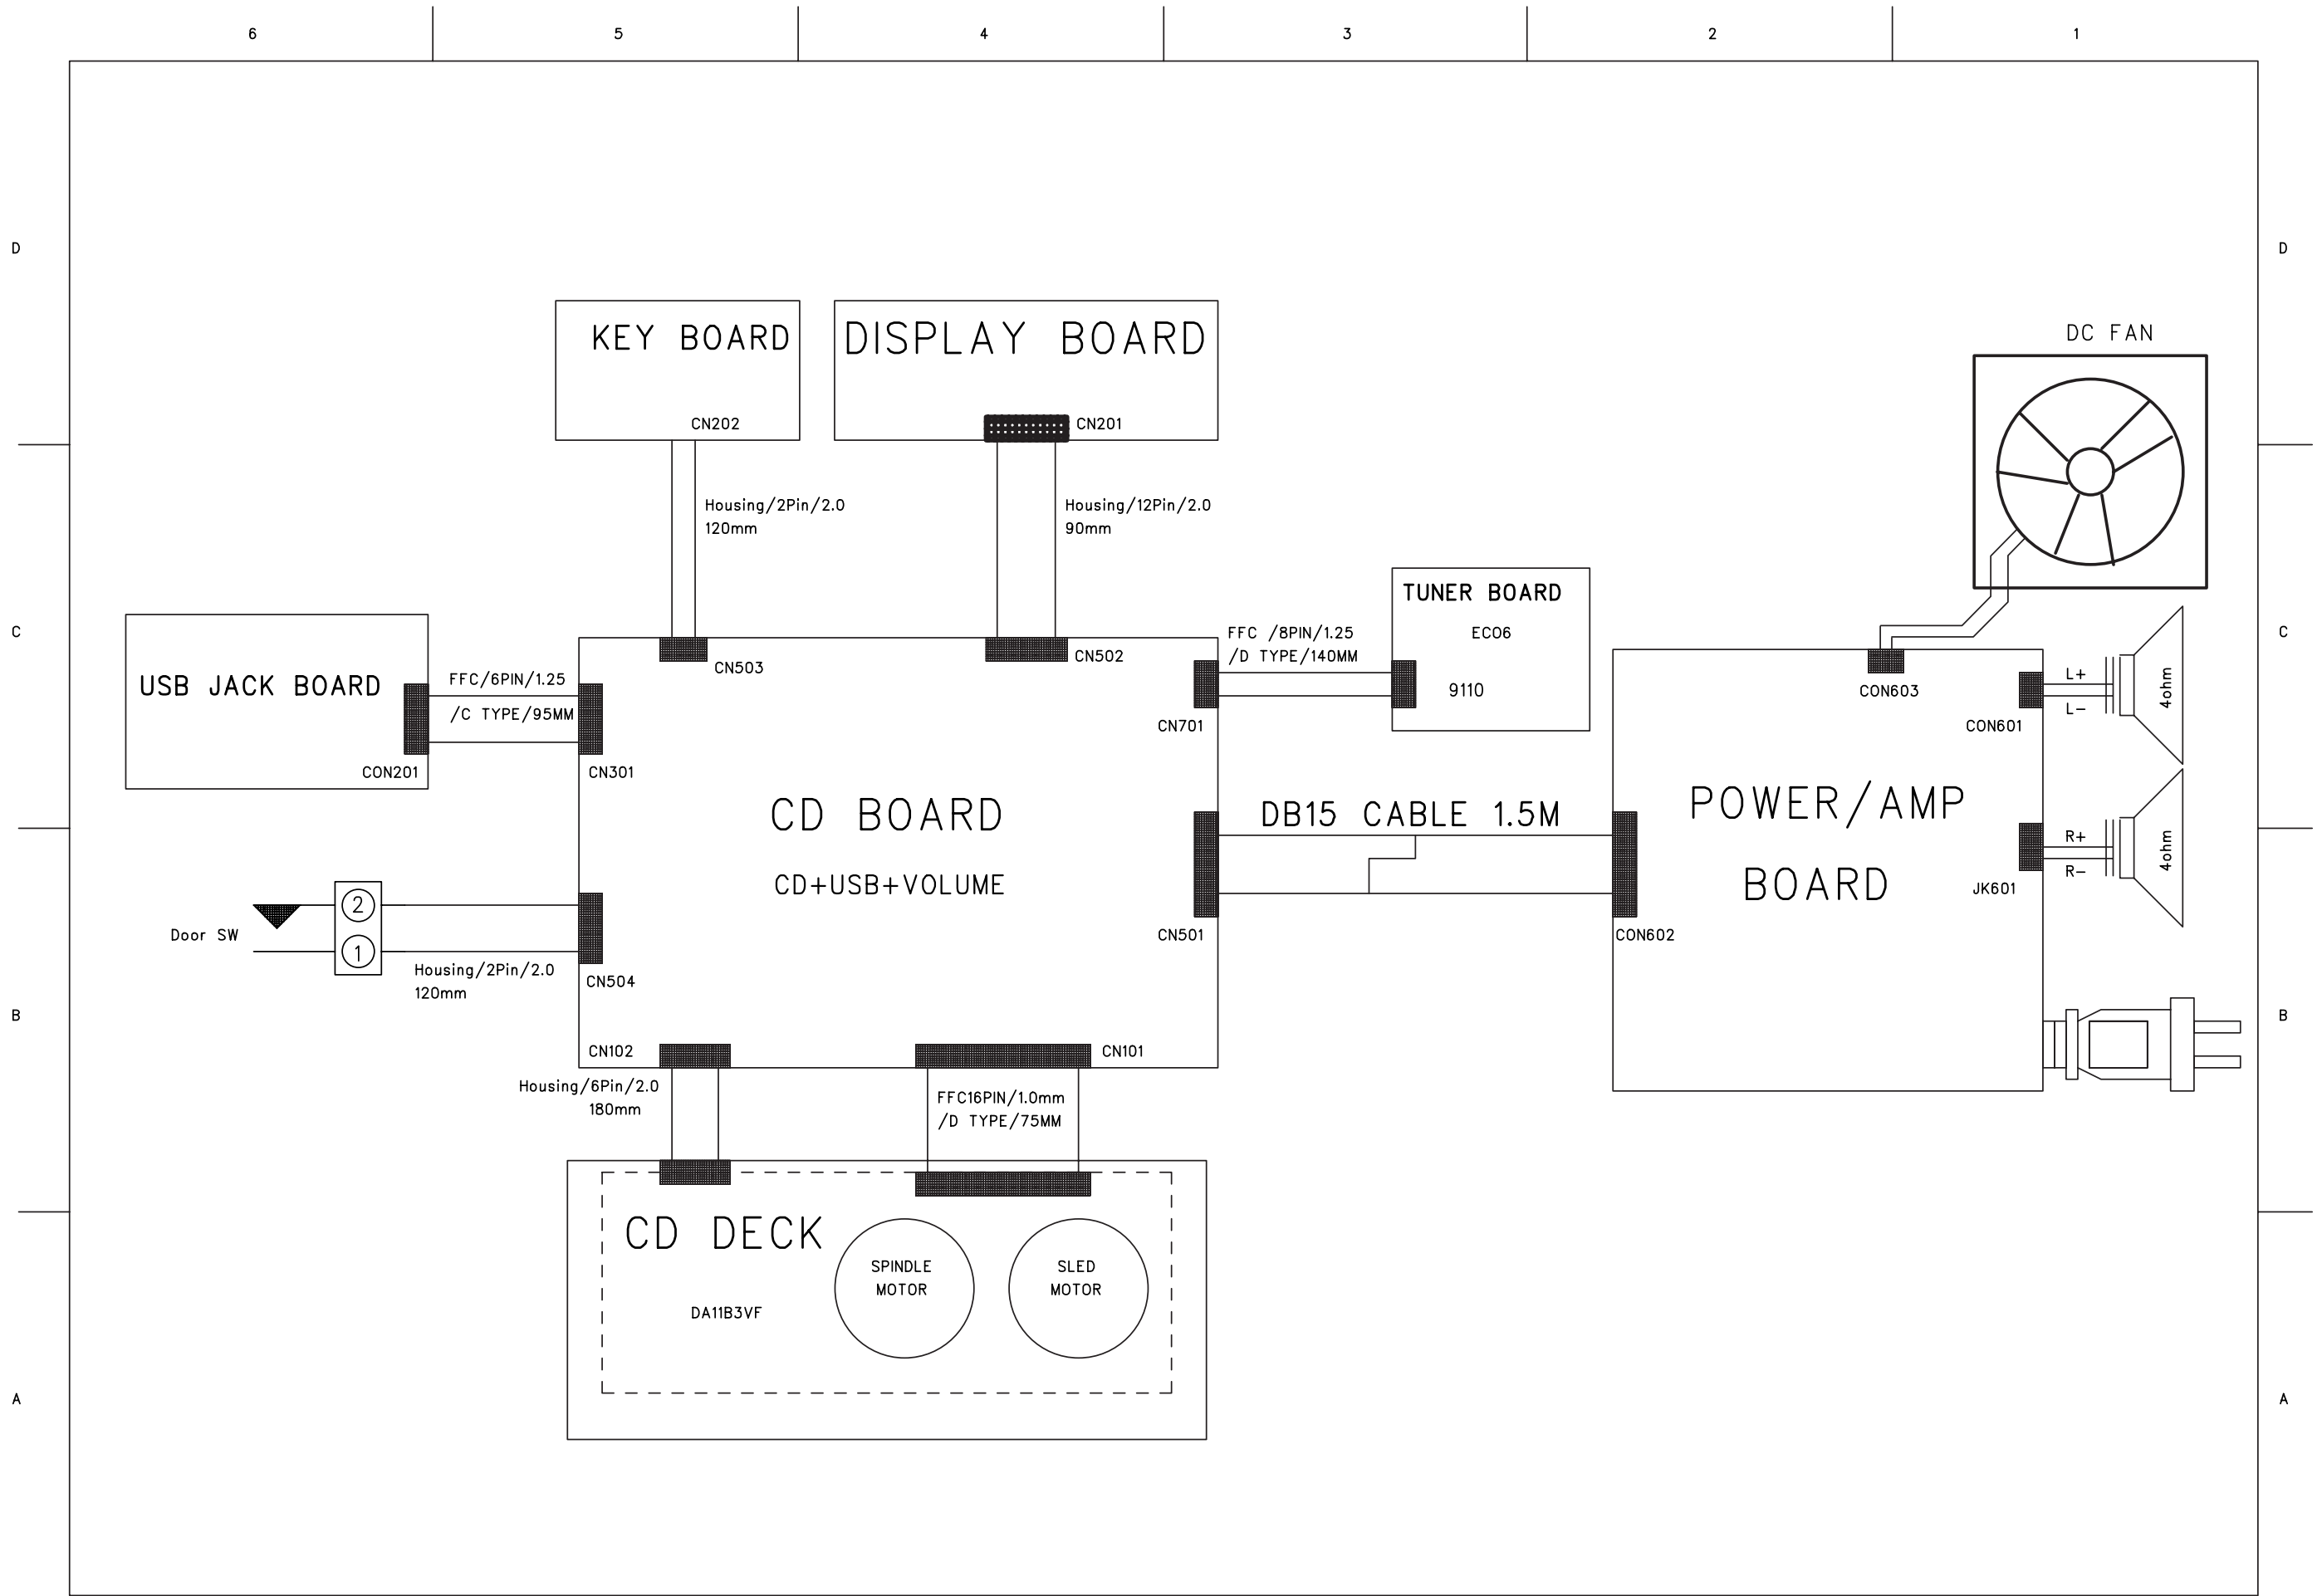 6 5 4 3 2 1
D D
KEY BOARD
CN202
DISPLAY BOARD
CN201
DC FAN
Housing/2Pin/2.0
120mm
Housing/12Pin/2.0
90mm
C C
USB JACK BOARD
CON201
FFC/6PIN/1.25
/C TYPE/95MM
CN503
CN502
FFC /8PIN/1.25
/D TYPE/140MM
TUNER BOARD
ECO6
9110
CN701
CN301
CD BOARD
CD+USB+VOLUME
DB15 CABLE 1.5M
CON603
CON601
L+
L-
4ohm
POWER/AMP
BOARD
R+
R-
4ohm
JK601
Door SW
2
1
Housing/2Pin/2.0
120mm
CN504
CN501
CON602
B B
CN102
CN101
Housing/6Pin/2.0
180mm
FFC16PIN/1.0mm
/D TYPE/75MM
CD DECK
DA11B3VF
SPINDLE
MOTOR
SLED
MOTOR
A A